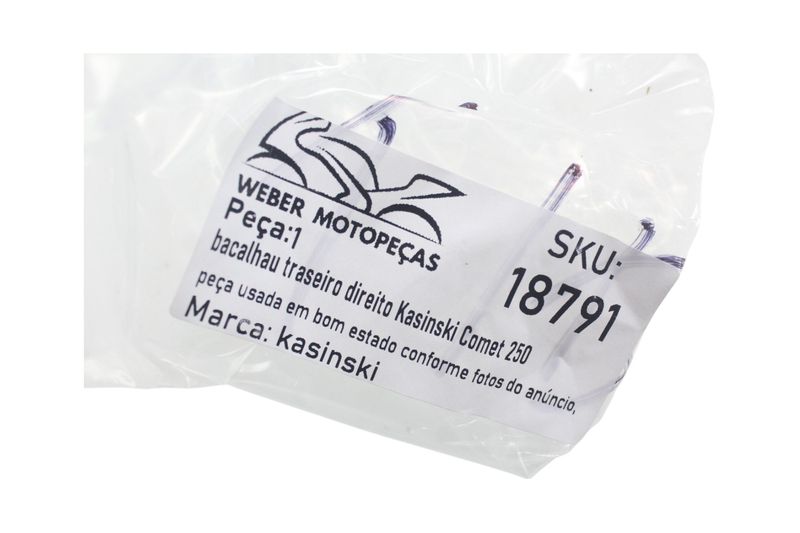 WEBER MOTOPEÇAS
Peça:1
SKU:
18791
bacalhau traseiro direito Kasinski Comet 250
peça usada em bom estado conforme fotos do anúncio,
Marca: kasinski